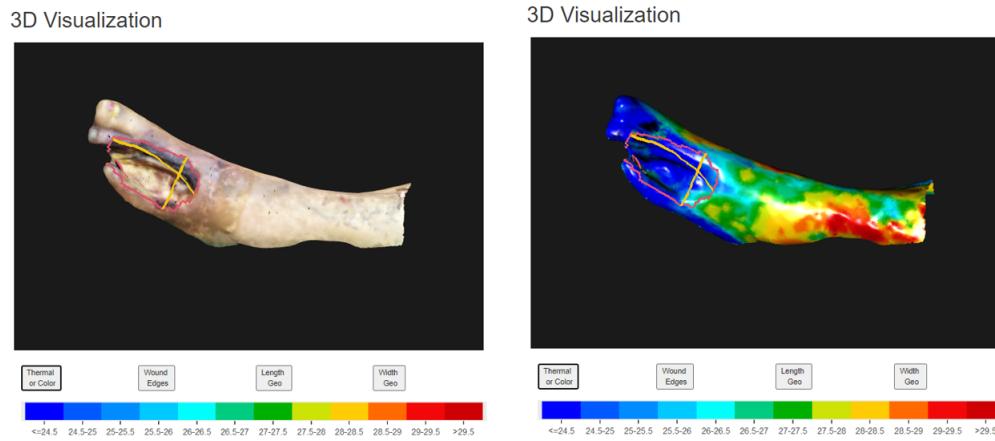 3D Visualization
Thermal
or Color
Wound
Edges
Length
Geo
Width
Geo
<=24.5 24.5-25 25-25.5 25.5-26 26-26.5 26.5-27 27-27.5 27.5-28 28-28.5 28.5-29 29-29.5 >29.5
3D Visualization
Thermal
or Color
Wound
Edges
Length
Geo
Width
Geo
<=24.5 24.5-25 25-25.5 25.5-26 26-26.5 26.5-27 27-27.5 27.5-28 28-28.5 28.5-29 29-29.5 >29.5